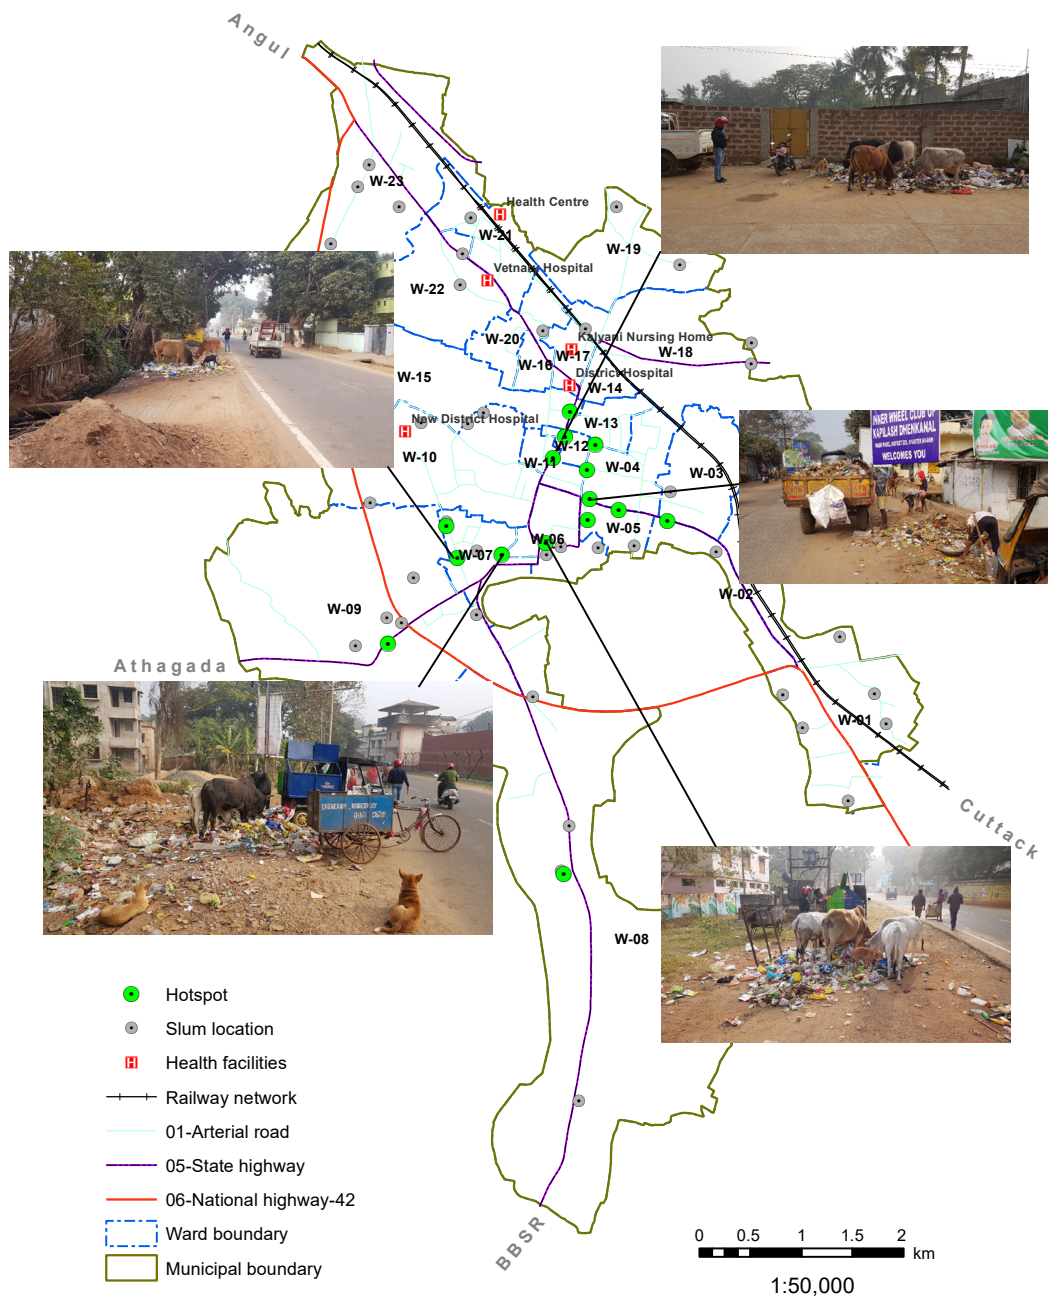 Angul
W-23
Health Centre
W-21
W-19
Vetnary Hospital
W-22
W-20
Kalyani Nursing Home
W-17
W-18
W-16
District Hospital
W-15
W-14
New District Hospital
W-13
W-12
W-10
W-11
W-04
W-03
INNER WHEEL CLUB OF
KAPILASH DHENKANAL
WELCOMES YOU
W-05
W-06
W-07
W-02
W-09
Athagada
W-01
DHENKANAL MUNICIPALITY
Cuttack
W-08
BBSR
Hotspot
Slum location
H Health facilities
Railway network
01-Arterial road
05-State highway
06-National highway-42
Ward boundary
Municipal boundary
0 0.5 1 1.5 2
km
1:50,000